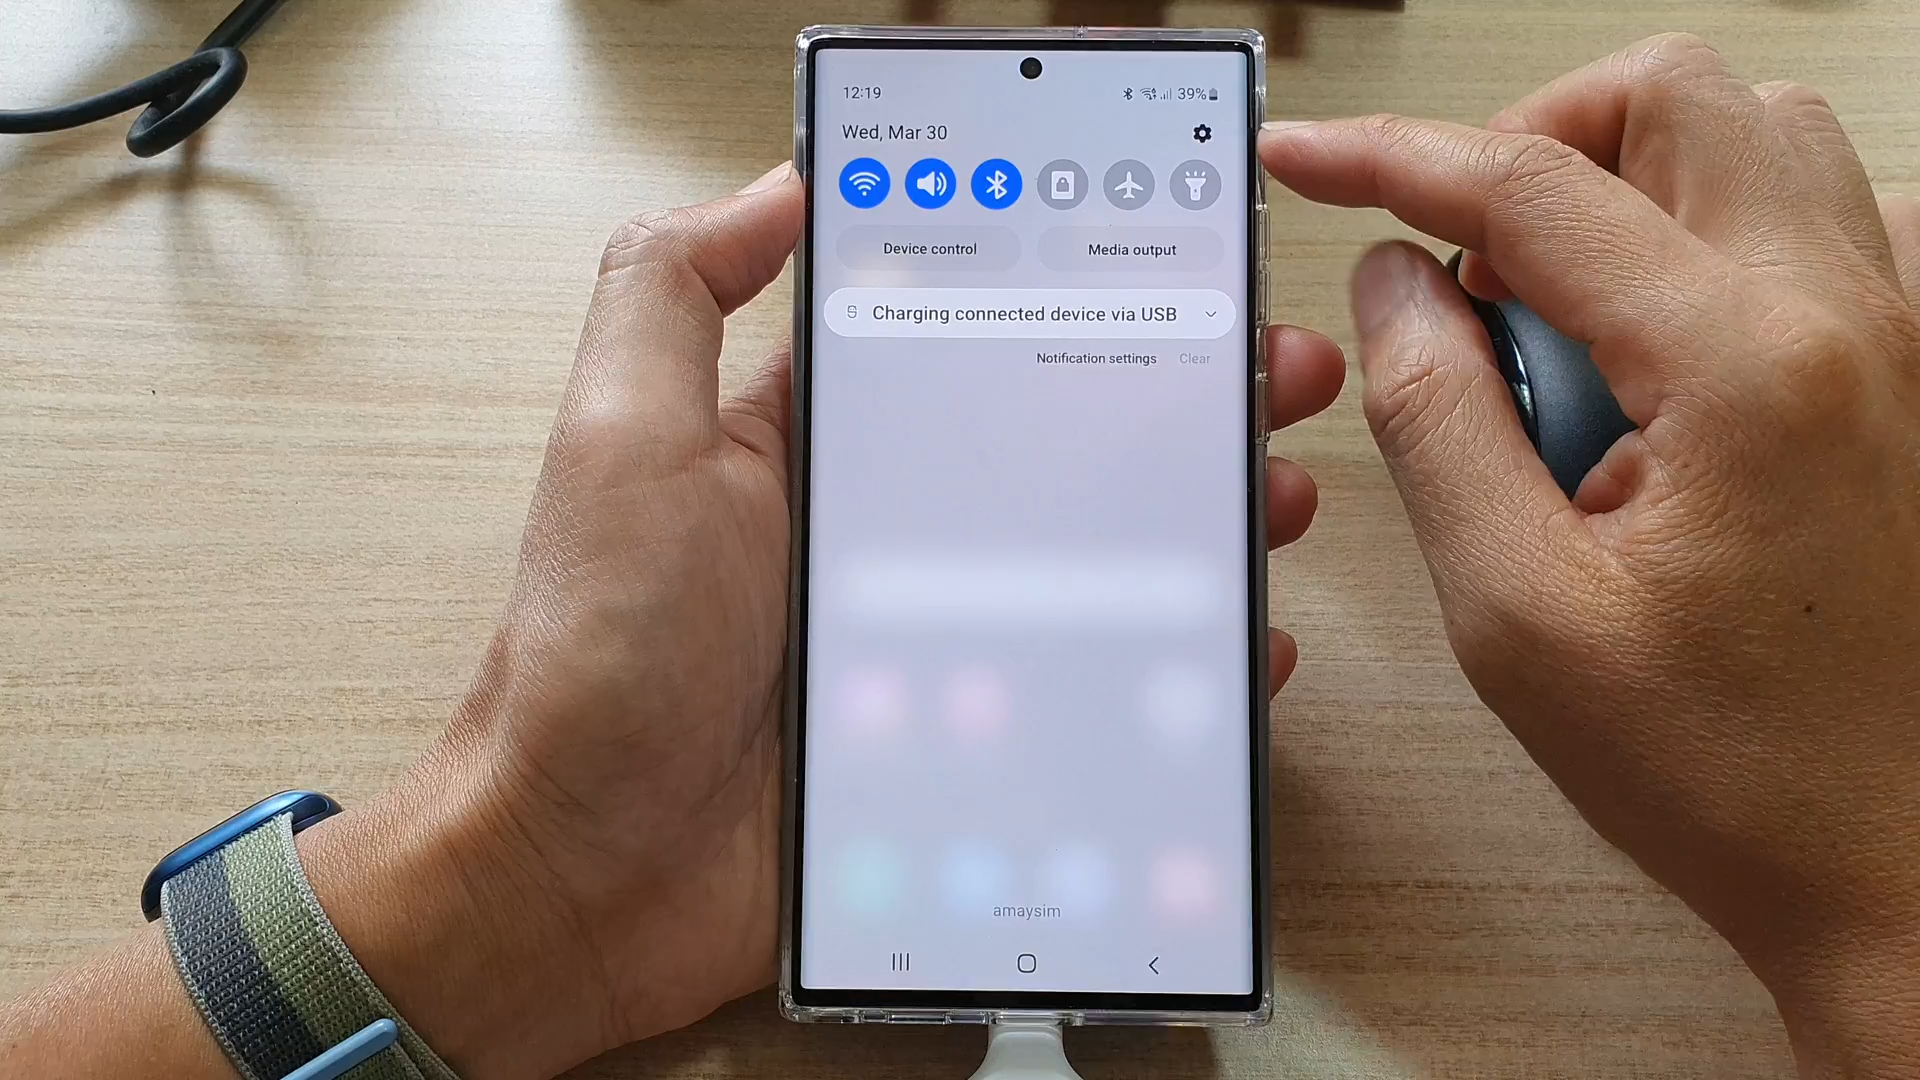 12:19
39%
Wed, Mar 30
Device control
Media output
Charging connected device via USB
Notification settings
Clear
amaysim